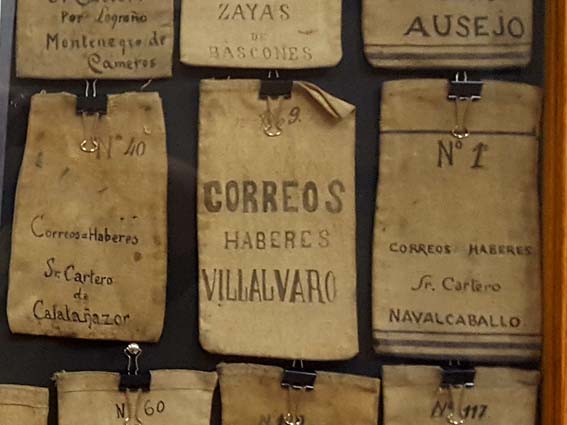 Por Logroño
Montenegro de
Cameros
ZAYAS
DE
BASCONES
AUSEJO
Nº 40
Correos=Haberes
Sr. Cartero
de
Calatañazor
9.
CORREOS
HABERES
VILLALVARO
Nº 1
CORREOS HABERES
Sr. Cartero
NAVALCABALLO
Nº 60
Nº 117